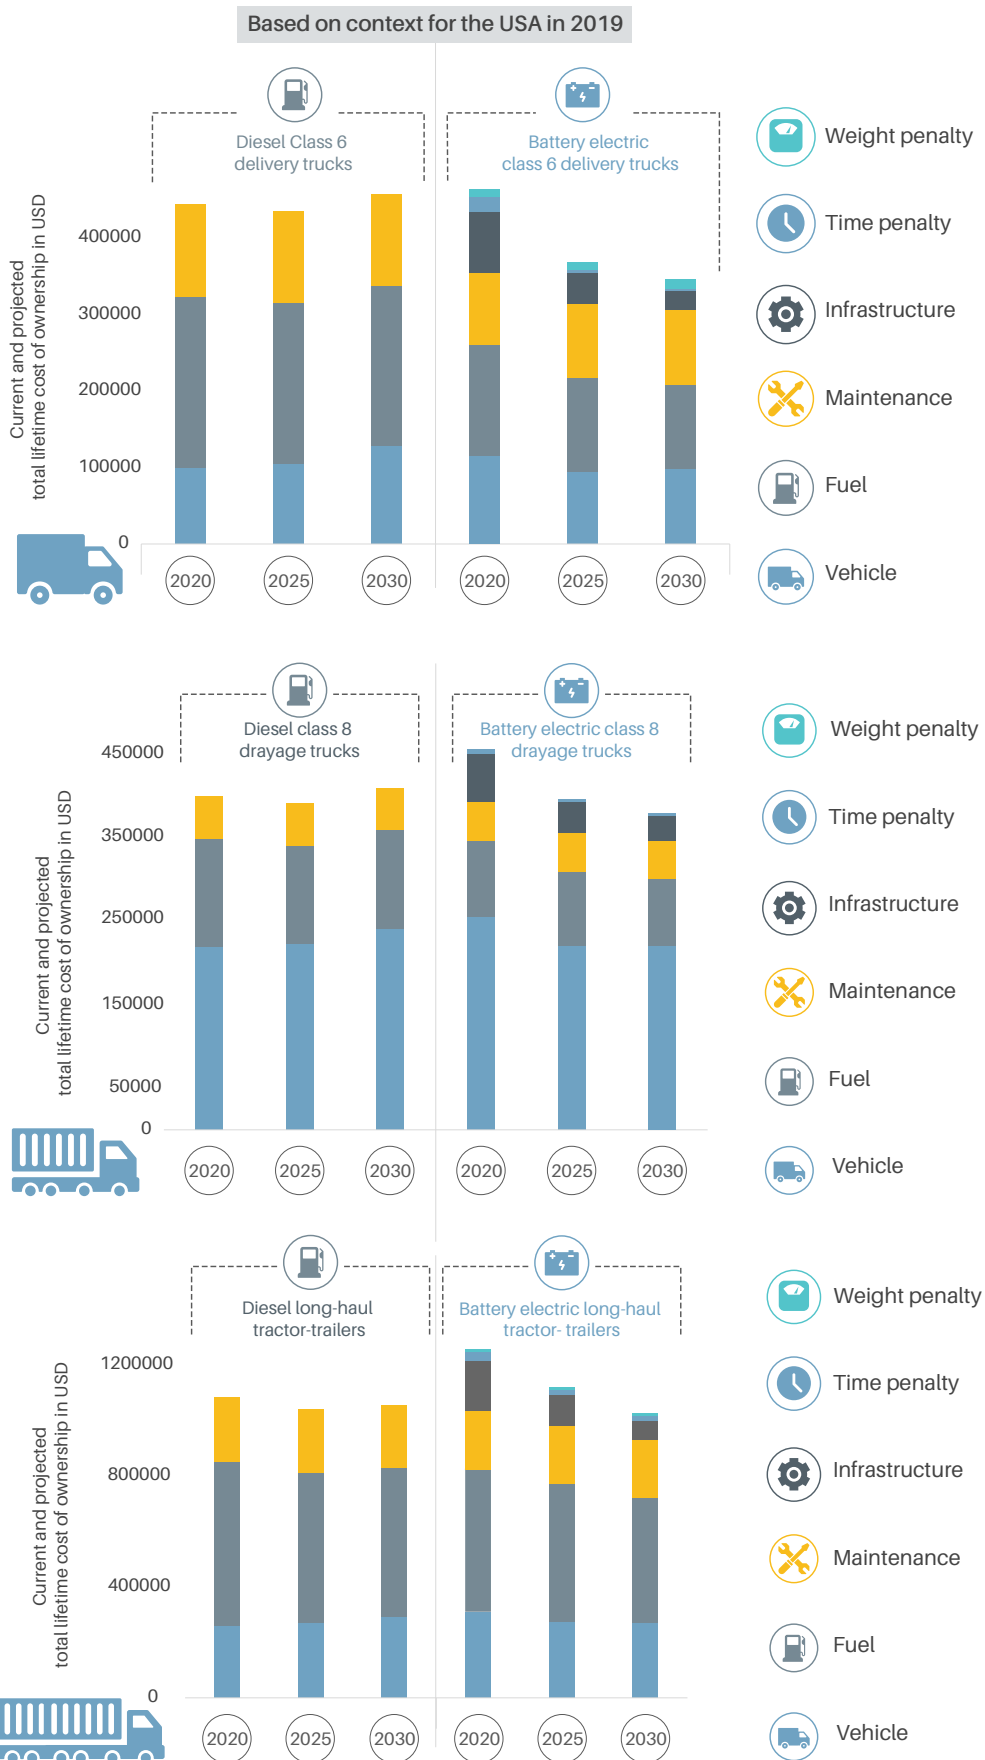 Based on context for the USA in 2019
Diesel Class 6
delivery trucks
Battery electric
class 6 delivery trucks
Current and projected
total lifetime cost of ownership in USD
400000
300000
200000
100000
0
2020
2025
2030
2020
2025
2030
Weight penalty
Time penalty
Infrastructure
Maintenance
Fuel
Vehicle
Diesel class 8
drayage trucks
Battery electric class 8
drayage trucks
Current and projected
total lifetime cost of ownership in USD
450000
350000
250000
150000
50000
0
2020
2025
2030
2020
2025
2030
Weight penalty
Time penalty
Infrastructure
Maintenance
Fuel
Vehicle
Diesel long-haul
tractor-trailers
Battery electric long-haul
tractor- trailers
Current and projected
total lifetime cost of ownership in USD
1200000
800000
400000
0
2020
2025
2030
2020
2025
2030
Weight penalty
Time penalty
Infrastructure
Maintenance
Fuel
Vehicle